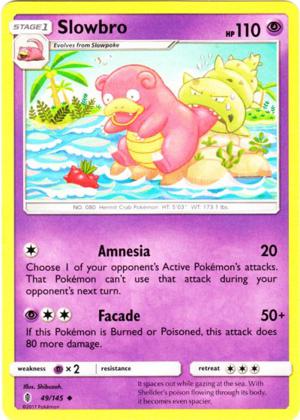 STAGE 1 Slowbro HP 110
Evolves from Slowpoke
NO. 080 Hermit Crab Pokémon HT: 5'03" WT: 173.1 lbs.
Amnesia 20
Choose 1 of your opponent's Active Pokémon's attacks.
That Pokémon can't use that attack during your
opponent's next turn.
Facade 50+
If this Pokémon is Burned or Poisoned, this attack does
80 more damage.
weakness ×2 resistance retreat
Illus. Shibuzoh.
49/145
©2017 Pokémon
It spaces out while gazing at the sea. With
Shellder's poison flowing through its body,
it becomes even spacier.